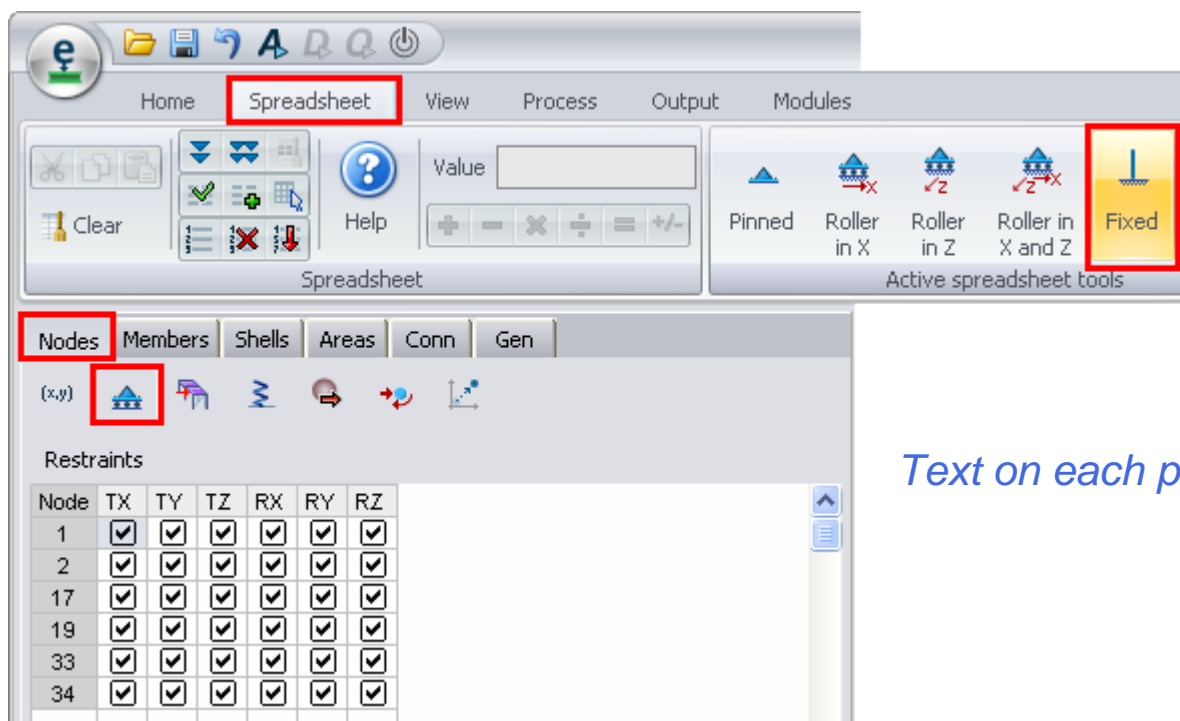 Home Spreadsheet View Process Output Modules
Value
Clear
Help
Pinned
Roller in X
Roller in Z
Roller in X and Z
Fixed
Spreadsheet
Active spreadsheet tools
Nodes Members Shells Areas Conn Gen
(x,y)
Restraints
Text on each p
Node TX TY TZ RX RY RZ
1
2
17
19
33
34